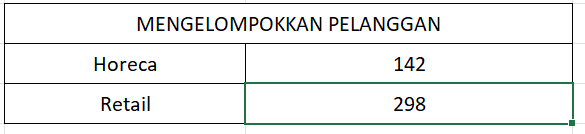 MENGELOMPOKKAN PELANGGAN
Horeca 142
Retail 298